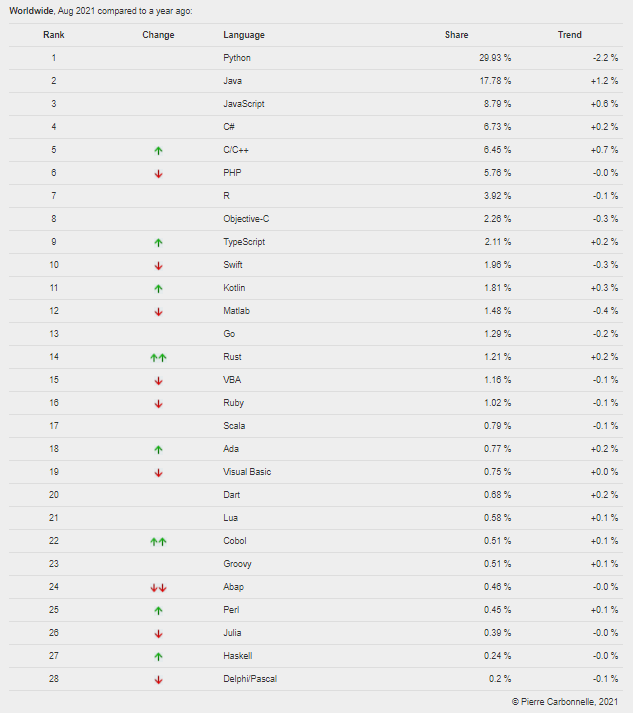 Worldwide, Aug 2021 compared to a year ago:
Rank Change Language Share Trend
1 Python 29.93 % -2.2 %
2 Java 17.78 % +1.2 %
3 JavaScript 8.79 % +0.6 %
4 C# 6.73 % +0.2 %
5 ↑ C/C++ 6.45 % +0.7 %
6 ↓ PHP 5.76 % -0.0 %
7 R 3.92 % -0.1 %
8 Objective-C 2.26 % -0.3 %
9 ↑ TypeScript 2.11 % +0.2 %
10 ↓ Swift 1.96 % -0.3 %
11 ↑ Kotlin 1.81 % +0.3 %
12 ↓ Matlab 1.48 % -0.4 %
13 Go 1.29 % -0.2 %
14 ↑↑ Rust 1.21 % +0.2 %
15 ↓ VBA 1.16 % -0.1 %
16 ↓ Ruby 1.02 % -0.1 %
17 Scala 0.79 % -0.1 %
18 ↑ Ada 0.77 % +0.2 %
19 ↓ Visual Basic 0.75 % +0.0 %
20 Dart 0.68 % +0.2 %
21 Lua 0.58 % +0.1 %
22 ↑↑ Cobol 0.51 % +0.1 %
23 Groovy 0.51 % +0.1 %
24 ↓↓ Abap 0.46 % -0.0 %
25 ↑ Perl 0.45 % +0.1 %
26 ↓ Julia 0.39 % -0.0 %
27 ↑ Haskell 0.24 % -0.0 %
28 ↓ Delphi/Pascal 0.2 % -0.1 %
© Pierre Carbonnelle, 2021